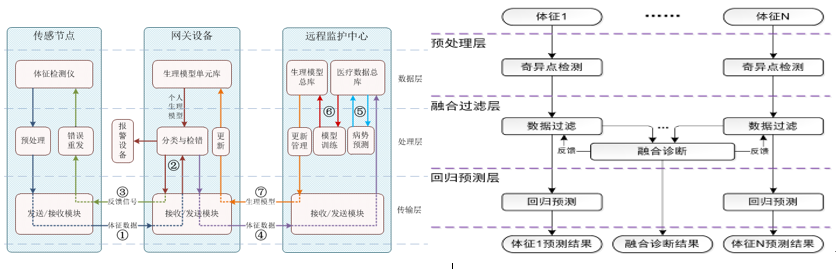 传感节点
网关设备
远程监护中心
体征检测仪
生理模型单元库
生理模型
总库
医疗数据总
库
数据层
个人
生理
模型
⑥
⑤
预处理
错误
重发
报警
设备
分类与检错
更新
更新
管理
模型
训练
病势
预测
处理层
②
③
反馈信号
⑦
生理模型
发送/接收模块
接收/发送模块
接收/发送模块
传输层
体征数据
①
体征数据
④
体征1
……
体征N
预处理层
奇异点检测
奇异点检测
融合过滤层
数据过滤
...
数据过滤
反馈
融合诊断
反馈
回归预测层
回归预测
回归预测
体征1预测结果
融合诊断结果
体征N预测结果